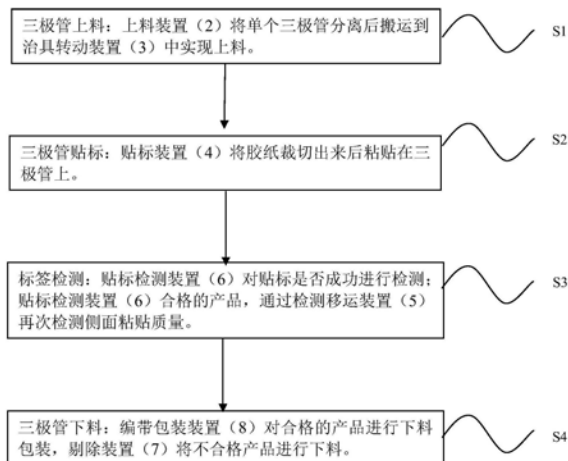 三极管上料：上料装置（2）将单个三极管分离后搬运到
治具转动装置（3）中实现上料。
S1
三极管贴标：贴标装置（4）将胶纸裁切出来后粘贴在三
极管上。
S2
标签检测：贴标检测装置（6）对贴标是否成功进行检测；
贴标检测装置（6）合格的产品，通过检测移运装置（5）
再次检测侧面粘贴质量。
S3
三极管下料：编带包装装置（8）对合格的产品进行下料
包装，剔除装置（7）将不合格产品进行下料。
S4